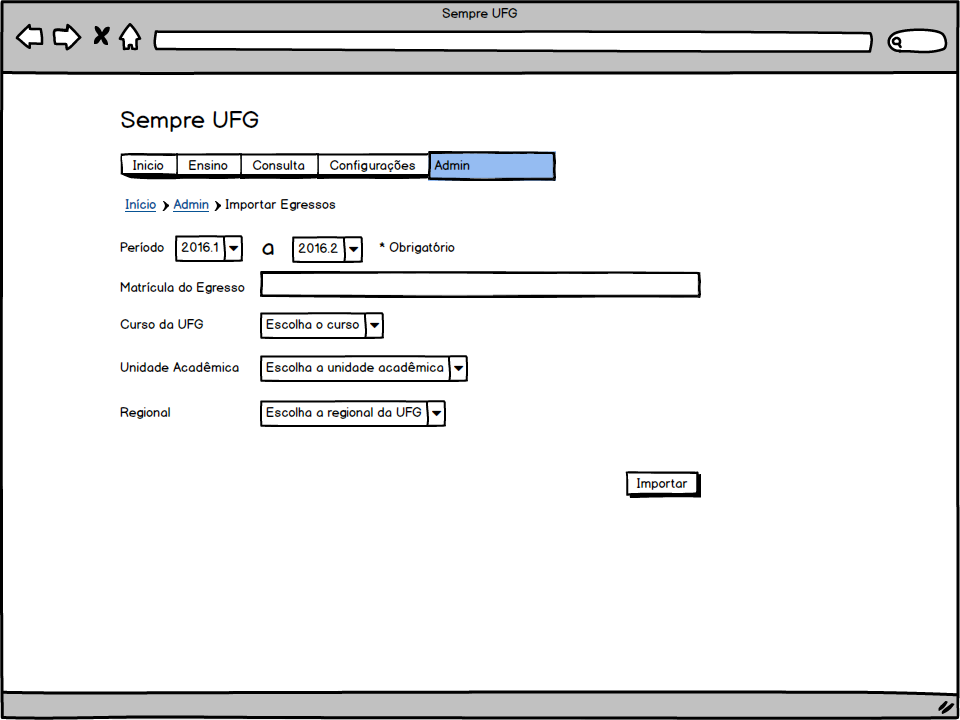 Sempre UFG
Sempre UFG
Inicio Ensino Consulta Configurações Admin
Início Admin Importar Egressos
Período 2016.1 a 2016.2 * Obrigatório
Matrícula do Egresso
Curso da UFG Escolha o curso
Unidade Acadêmica Escolha a unidade acadêmica
Regional Escolha a regional da UFG
Importar